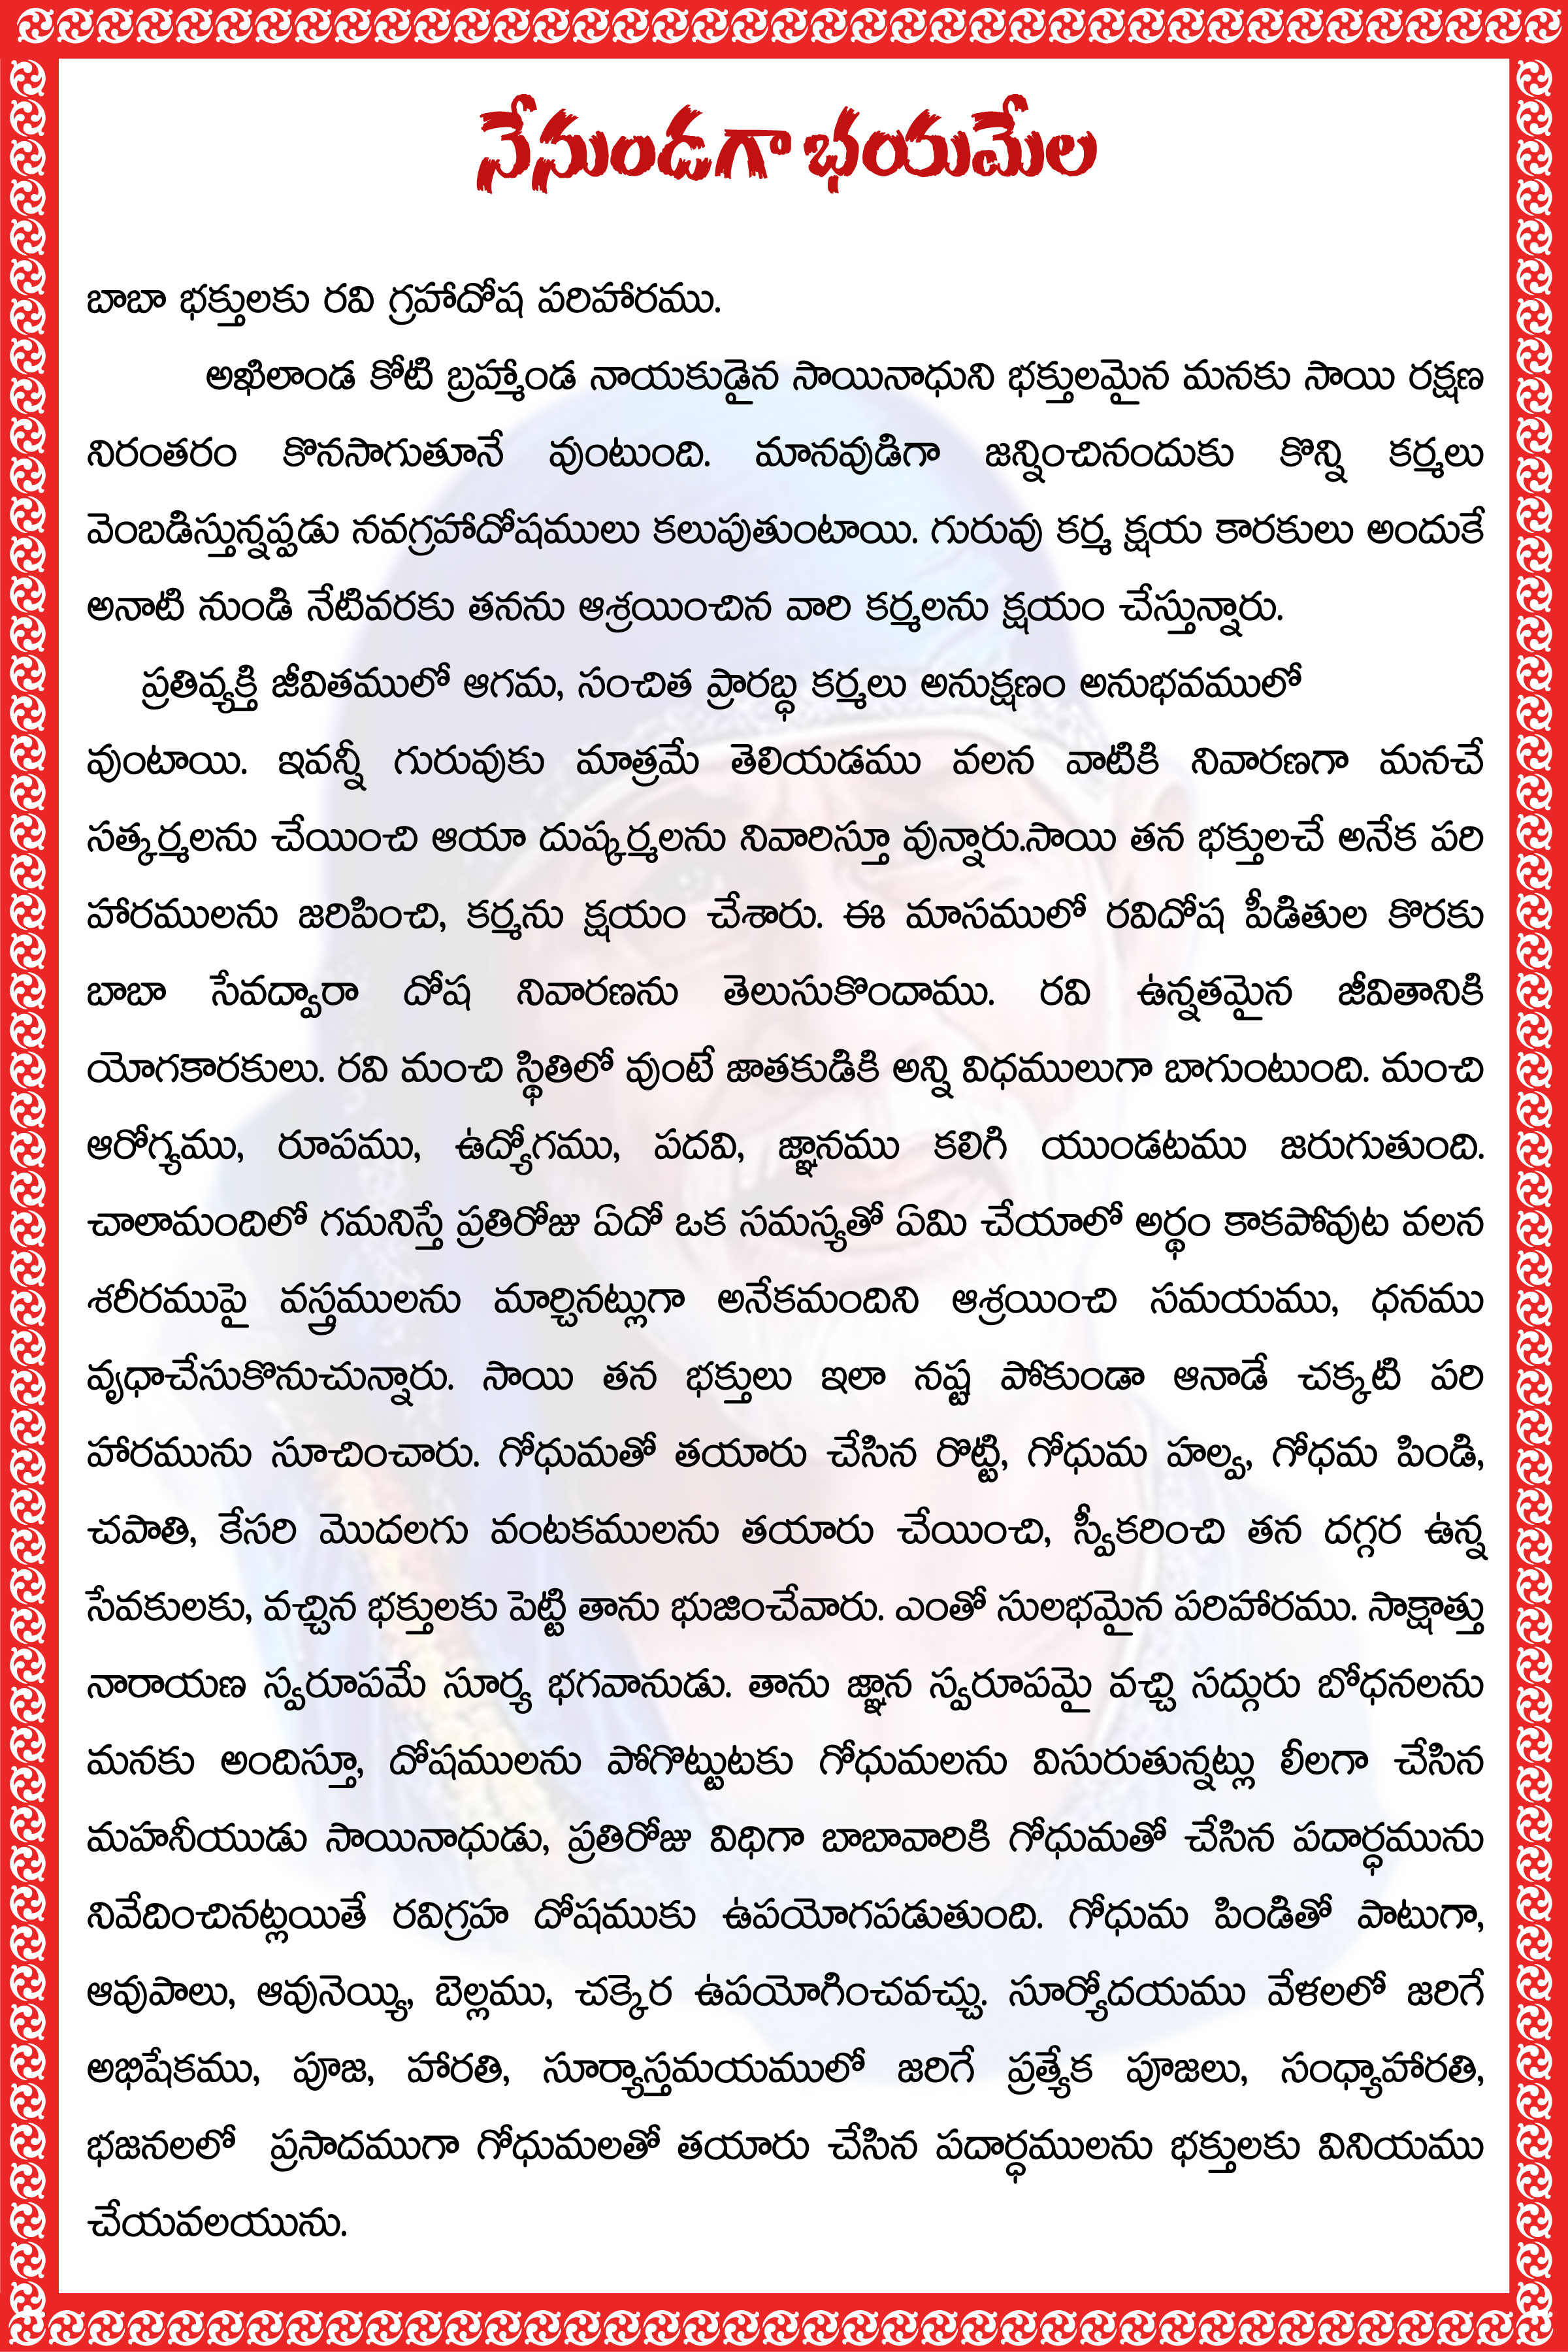 నేనుండగా భయమేల
బాబా భక్తులకు రవి గ్రహాదోష పరిహారము.
అఖిలాండ కోటి బ్రహ్మాండ నాయకుడైన సాయినాధుని భక్తులమైన మనకు సాయి రక్షణ
నిరంతరం కొనసాగుతూనే వుంటుంది. మానవుడిగా జన్మించినందుకు కొన్ని కర్మలు
వెంబడిస్తున్నప్పడు నవగ్రహాదోషములు కలుపుతుంటాయి. గురువు కర్మ క్షయ కారకులు అందుకే
అనాటి నుండి నేటివరకు తనను ఆశ్రయించిన వారి కర్మలను క్షయం చేస్తున్నారు.
ప్రతివ్యక్తి జీవితములో ఆగమ, సంచిత ప్రారబ్ధ కర్మలు అనుక్షణం అనుభవములో
వుంటాయి. ఇవన్నీ గురువుకు మాత్రమే తెలియడము వలన వాటికి నివారణగా మనచే
సత్కర్మలను చేయించి ఆయా దుష్కర్మలను నివారిస్తూ వున్నారు.సాయి తన భక్తులచే అనేక పరి
హారములను జరిపించి, కర్మను క్షయం చేశారు. ఈ మాసములో రవిదోష పీడితుల కొరకు
బాబా సేవద్వారా దోష నివారణను తెలుసుకొందాము. రవి ఉన్నతమైన జీవితానికి
యోగకారకులు. రవి మంచి స్థితిలో వుంటే జాతకుడికి అన్ని విధములుగా బాగుంటుంది. మంచి
ఆరోగ్యము, రూపము, ఉద్యోగము, పదవి, జ్ఞానము కలిగి యుండటము జరుగుతుంది.
చాలామందిలో గమనిస్తే ప్రతిరోజు ఏదో ఒక సమస్యతో ఏమి చేయాలో అర్థం కాకపోవుట వలన
శరీరముపై వస్త్రములను మార్చినట్లుగా అనేకమందిని ఆశ్రయించి సమయము, ధనము
వృధాచేసుకొనుచున్నారు. సాయి తన భక్తులు ఇలా నష్ట పోకుండా ఆనాడే చక్కటి పరి
హారమును సూచించారు. గోధుమతో తయారు చేసిన రొట్టి, గోధుమ హల్వ, గోధమ పిండి,
చపాతి, కేసరి మొదలగు వంటకములను తయారు చేయించి, స్వీకరించి తన దగ్గర ఉన్న
సేవకులకు, వచ్చిన భక్తులకు పెట్టి తాను భుజించేవారు. ఎంతో సులభమైన పరిహారము. సాక్షాత్తు
నారాయణ స్వరూపమే సూర్య భగవానుడు. తాను జ్ఞాన స్వరూపమై వచ్చి సద్గురు బోధనలను
మనకు అందిస్తూ, దోషములను పోగొట్టుటకు గోధుమలను విసురుతున్నట్లు లీలగా చేసిన
మహనీయుడు సాయినాధుడు, ప్రతిరోజు విధిగా బాబావారికి గోధుమతో చేసిన పదార్ధమును
నివేదించినట్లయితే రవిగ్రహ దోషముకు ఉపయోగపడుతుంది. గోధుమ పిండితో పాటుగా,
ఆవుపాలు, ఆవునెయ్యి, బెల్లము, చక్కెర ఉపయోగించవచ్చు. సూర్యోదయము వేళలలో జరిగే
అభిషేకము, పూజ, హారతి, సూర్యాస్తమయములో జరిగే ప్రత్యేక పూజలు, సంధ్యాహారతి,
భజనలలో ప్రసాదముగా గోధుమలతో తయారు చేసిన పదార్ధములను భక్తులకు వినియము
చేయవలయును.